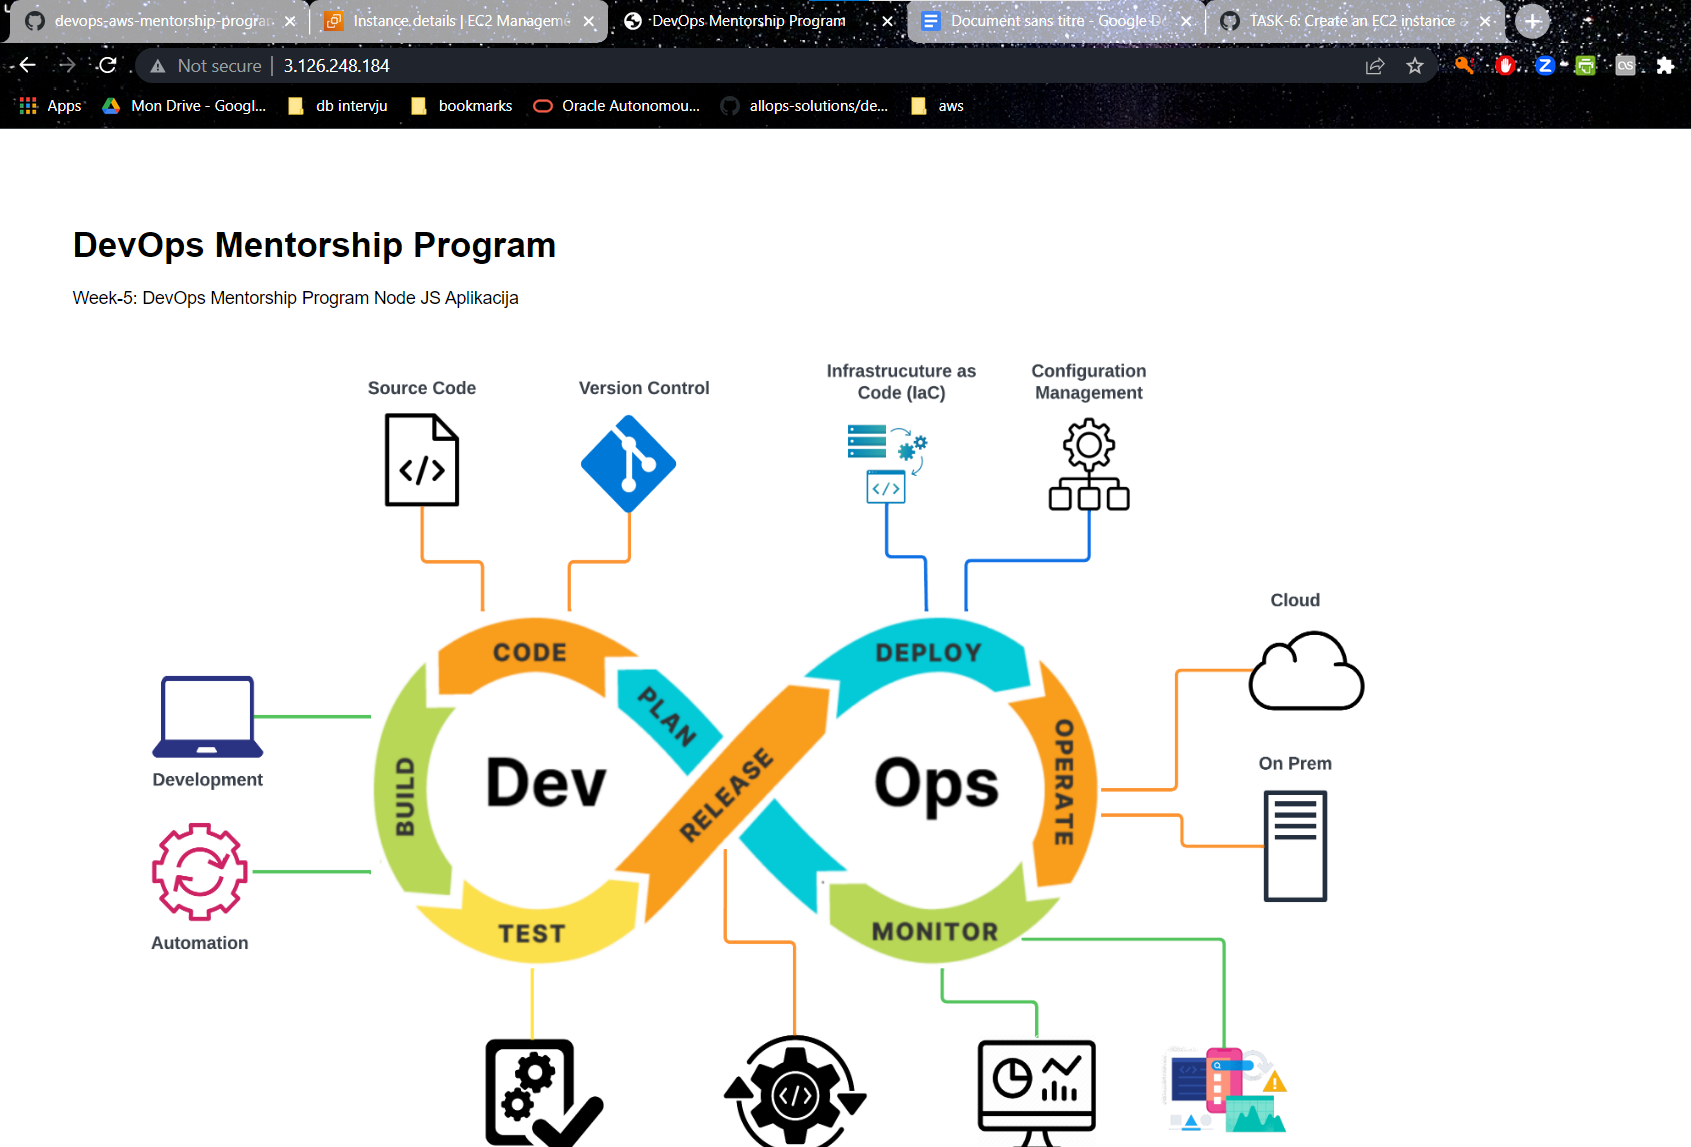 devops-aws-mentorship-progra
Instance details | EC2 Managem
DevOps Mentorship Program
Document sans titre - Google D
TASK-6: Create an EC2 instance
Not secure
3.126.248.184
Apps
Mon Drive - Googl...
db intervju
bookmarks
Oracle Autonomou...
allops-solutions/de...
aws
DevOps Mentorship Program
Week-5: DevOps Mentorship Program Node JS Aplikacija
Source Code
Version Control
Infrastrucuture as
Code (IaC)
Configuration
Management
Cloud
On Prem
Development
Automation
CODE
PLAN
BUILD
TEST
RELEASE
DEPLOY
OPERATE
MONITOR
Dev
Ops